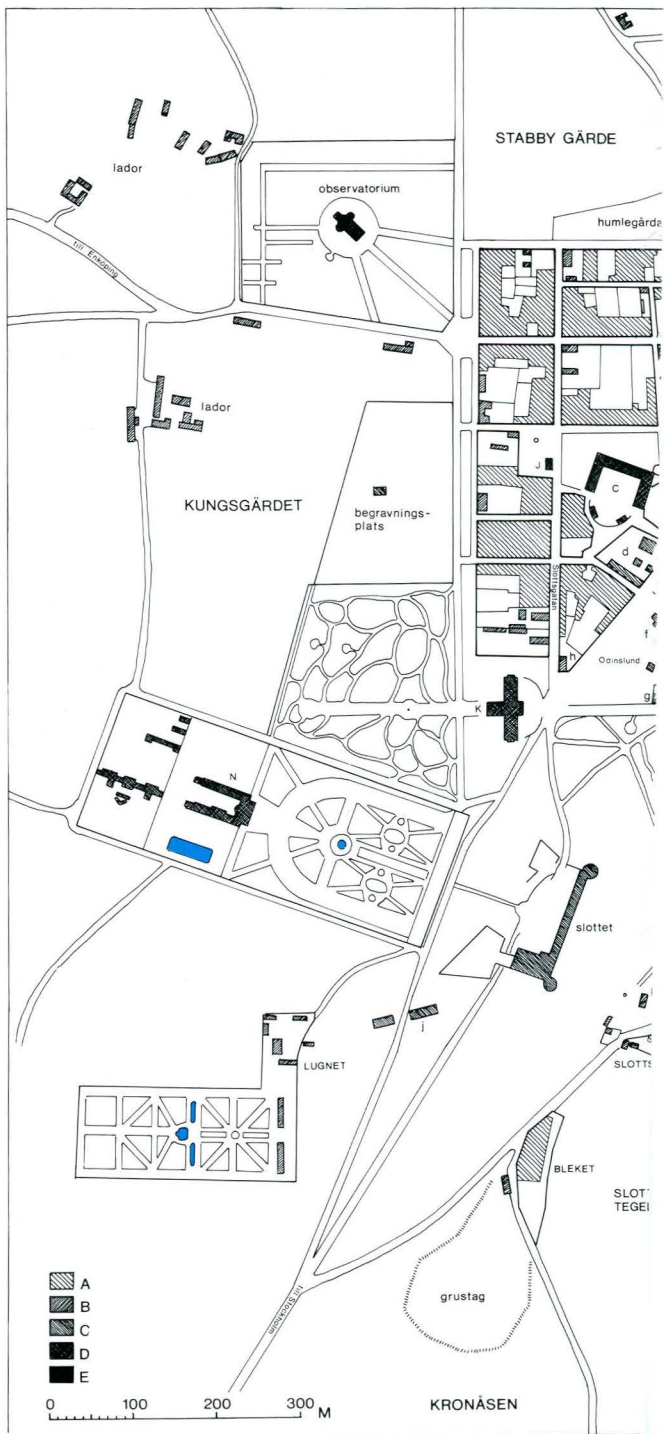 STABBY GÄRDE
lador
observatorium
humlegårda
till Enköping
lador
J
C
KUNGSGÄRDET
begravnings-
plats
d
Slottsgatan
f
h
Odinslund
g
K
N
slottet
j
LUGNET
SLOTTS
BLEKET
SLOTT
TEGEL
grustag
till Stockholm
A
B
C
D
E
0 100 200 300
M
KRONÅSEN